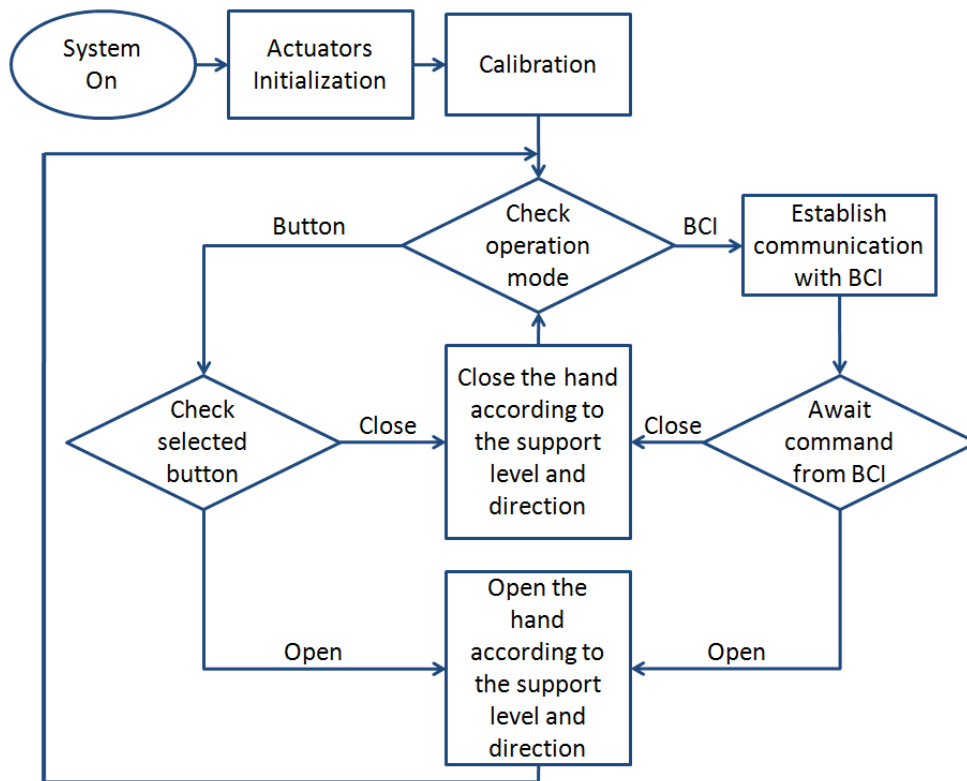 System
On
Actuators
Initialization
Calibration
Check
operation
mode
Button
BCI
Establish
communication
with BCI
Check
selected
button
Close
Close the hand
according to
the support
level and
direction
Close
Await
command
from BCI
Open
Open the
hand
according to
the support
level and
direction
Open